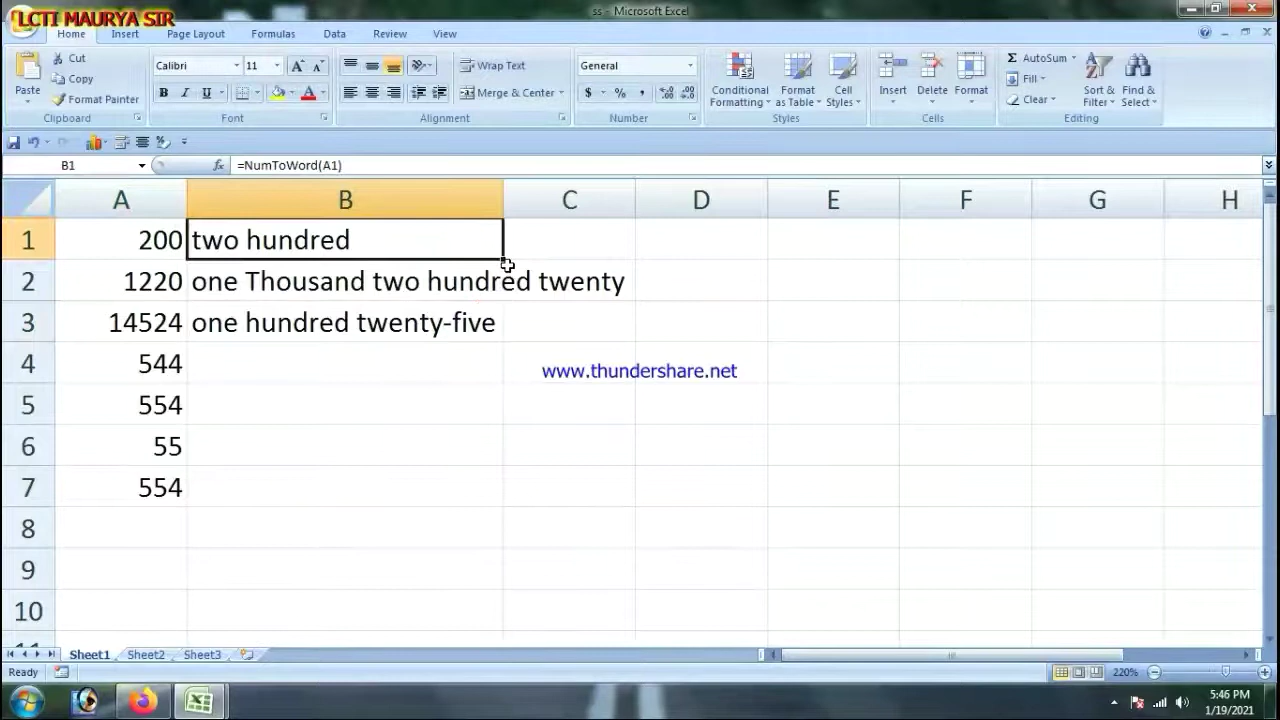 LCTI MAURYA SIR
ss - Microsoft Excel
Home Insert Page Layout Formulas Data Review View
Cut
Copy
Format Painter
Paste
Clipboard
Calibri 11
B I U
Font
Wrap Text
Merge & Center
Alignment
General
$ % ,
Number
Conditional Formatting
Format as Table
Cell Styles
Styles
Insert Delete Format
Cells
AutoSum
Fill
Clear
Sort & Filter
Find & Select
Editing
B1 fx =NumToWord(A1)
A B C D E F G H
1 200 two hundred
2 1220 one Thousand two hundred twenty
3 14524 one hundred twenty-five
4 544
www.thundershare.net
5 554
6 55
7 554
8
9
10
Sheet1 Sheet2 Sheet3
Ready 220%
5:46 PM
1/19/2021